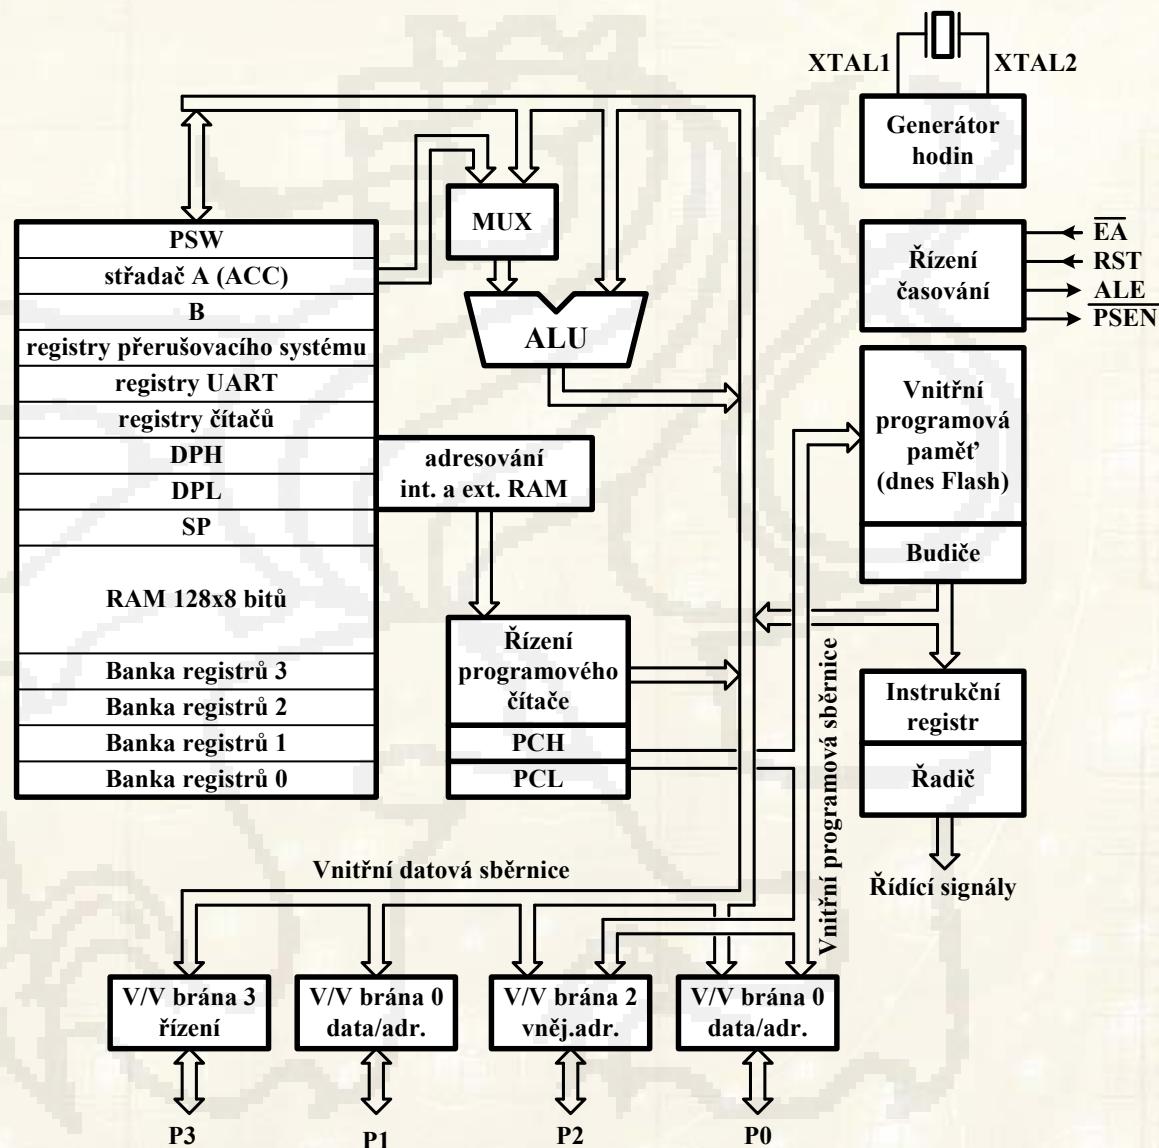 XTAL1
XTAL2
Generátor
hodin
MUX
ALU
PSW
střadač A (ACC)
B
registry přerušovacího systému
registry UART
registry čítačů
DPH
DPL
SP
RAM 128x8 bitů
Banka registrů 3
Banka registrů 2
Banka registrů 1
Banka registrů 0
adresování
int. a ext. RAM
Řízení
programového
čítače
PCH
PCL
Řízení
časování
EA
RST
ALE
PSEN
Vnitřní
programová
paměť
(dnes Flash)
Budiče
Instrukční
registr
Řadič
Řídící signály
Vnitřní programová sběrnice
Vnitřní datová sběrnice
V/V brána 3
řízení
V/V brána 0
data/adr.
V/V brána 2
vněj.adr.
V/V brána 0
data/adr.
P3
P1
P2
P0